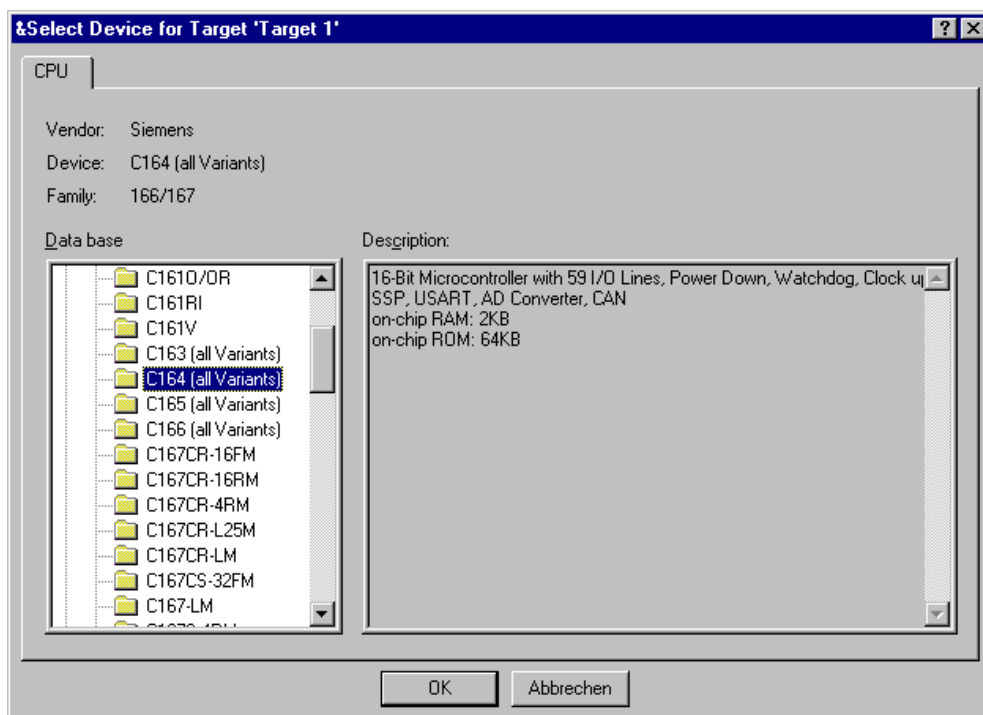 &Select Device for Target 'Target 1'
CPU
Vendor: Siemens
Device: C164 (all Variants)
Family: 166/167
Data base
Description:
C161O/OR
C161RI
C161V
C163 (all Variants)
C164 (all Variants)
C165 (all Variants)
C166 (all Variants)
C167CR-16FM
C167CR-16RM
C167CR-4RM
C167CR-L25M
C167CR-LM
C167CS-32FM
C167-LM
16-Bit Microcontroller with 59 I/O Lines, Power Down, Watchdog, Clock
SSP, USART, AD Converter, CAN
on-chip RAM: 2KB
on-chip ROM: 64KB
OK
Abbrechen